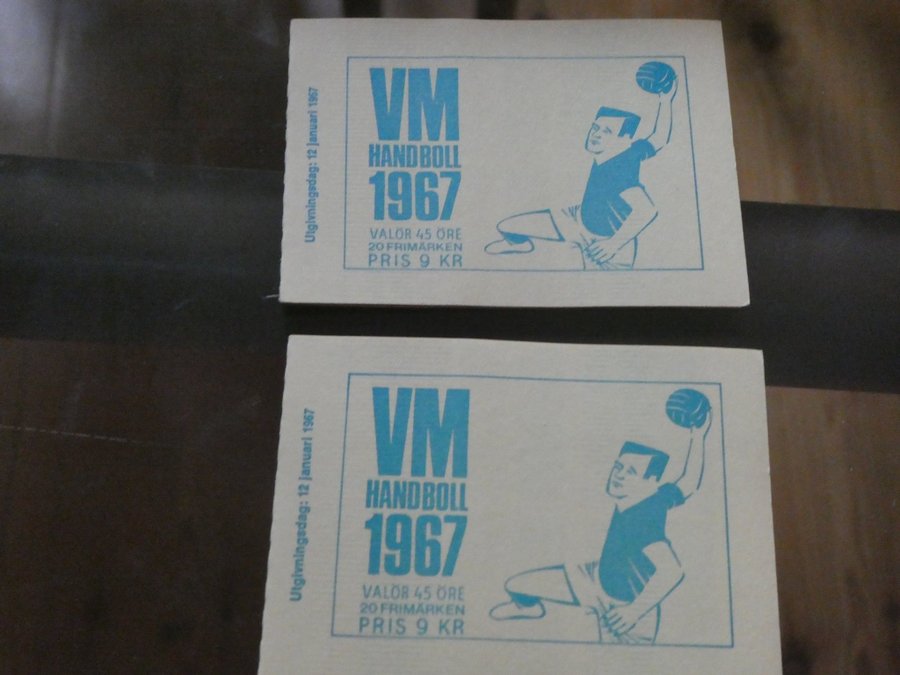 Utgivningsdag: 12 januari 1967
VM
HANDBOLL
1967
VALÖR 45 ÖRE
20 FRIMÄRKEN
PRIS 9 KR
Utgivningsdag: 12 januari 1967
VM
HANDBOLL
1967
VALÖR 45 ÖRE
20 FRIMÄRKEN
PRIS 9 KR